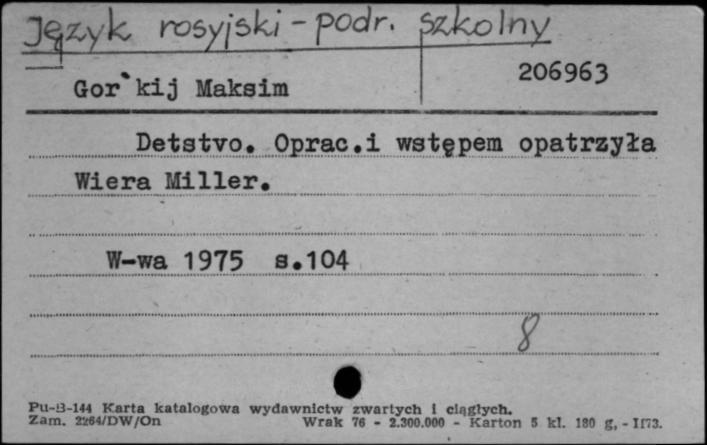 Język rosyjski - podr. szkolny
Gor`kij Maksim 206963
Detstvo. Oprac.i wstępem opatrzyła
Wiera Miller.
W-wa 1975 s.104
8
Pu-B-144 Karta katalogowa wydawnictw zwartych i ciągłych.
Zam. 2264/DW/On Wrak 76 - 2.300.000 - Karton 5 kl. 180 g, - II73.